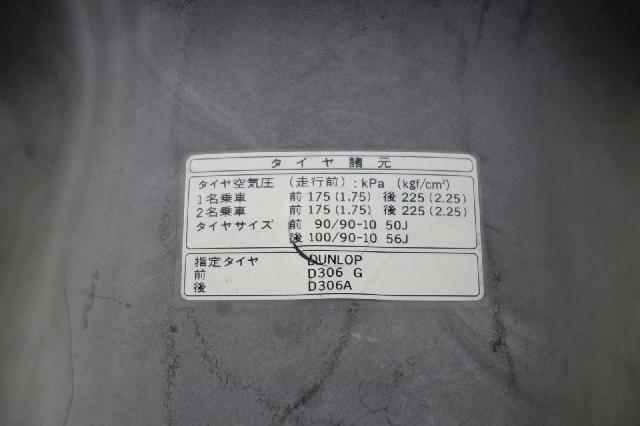 タイヤ諸元
タイヤ空気圧 (走行前) : kPa (kgf/cm²)
1名乗車 前 175 (1.75) 後 225 (2.25)
2名乗車 前 175 (1.75) 後 225 (2.25)
タイヤサイズ 前 90/90-10 50J
後 100/90-10 56J
指定タイヤ DUNLOP
前 D306 G
後 D306A